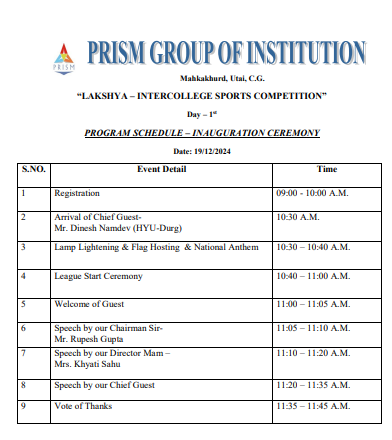 PRISM
PRISM GROUP OF INSTITUTION
Mahkakhurd, Utai, C.G.
“LAKSHYA – INTERCOLLEGE SPORTS COMPETITION”
Day – 1st
PROGRAM SCHEDULE – INAUGURATION CEREMONY
Date: 19/12/2024
S.NO. Event Detail Time
1 Registration 09:00 - 10:00 A.M.
2 Arrival of Chief Guest- 10:30 A.M.
Mr. Dinesh Namdev (HYU-Durg)
3 Lamp Lightening & Flag Hosting & National Anthem 10:30 – 10:40 A.M.
4 League Start Ceremony 10:40 – 11:00 A.M.
5 Welcome of Guest 11:00 – 11:05 A.M.
6 Speech by our Chairman Sir- 11:05 – 11:10 A.M.
Mr. Rupesh Gupta
7 Speech by our Director Mam – 11:10 – 11:20 A.M.
Mrs. Khyati Sahu
8 Speech by our Chief Guest 11:20 – 11:35 A.M.
9 Vote of Thanks 11:35 – 11:45 A.M.